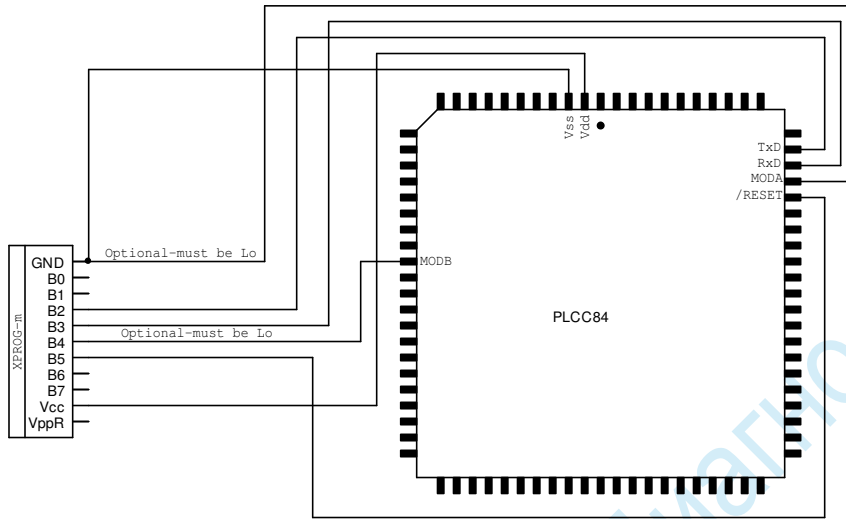 Vss
Vdd
TxD
RxD
MODA
/RESET
Optional-must be Lo
XPROG-m
GND
B0
B1
B2
B3
B4
B5
B6
B7
Vcc
VppR
Optional-must be Lo
MODB
PLCC84